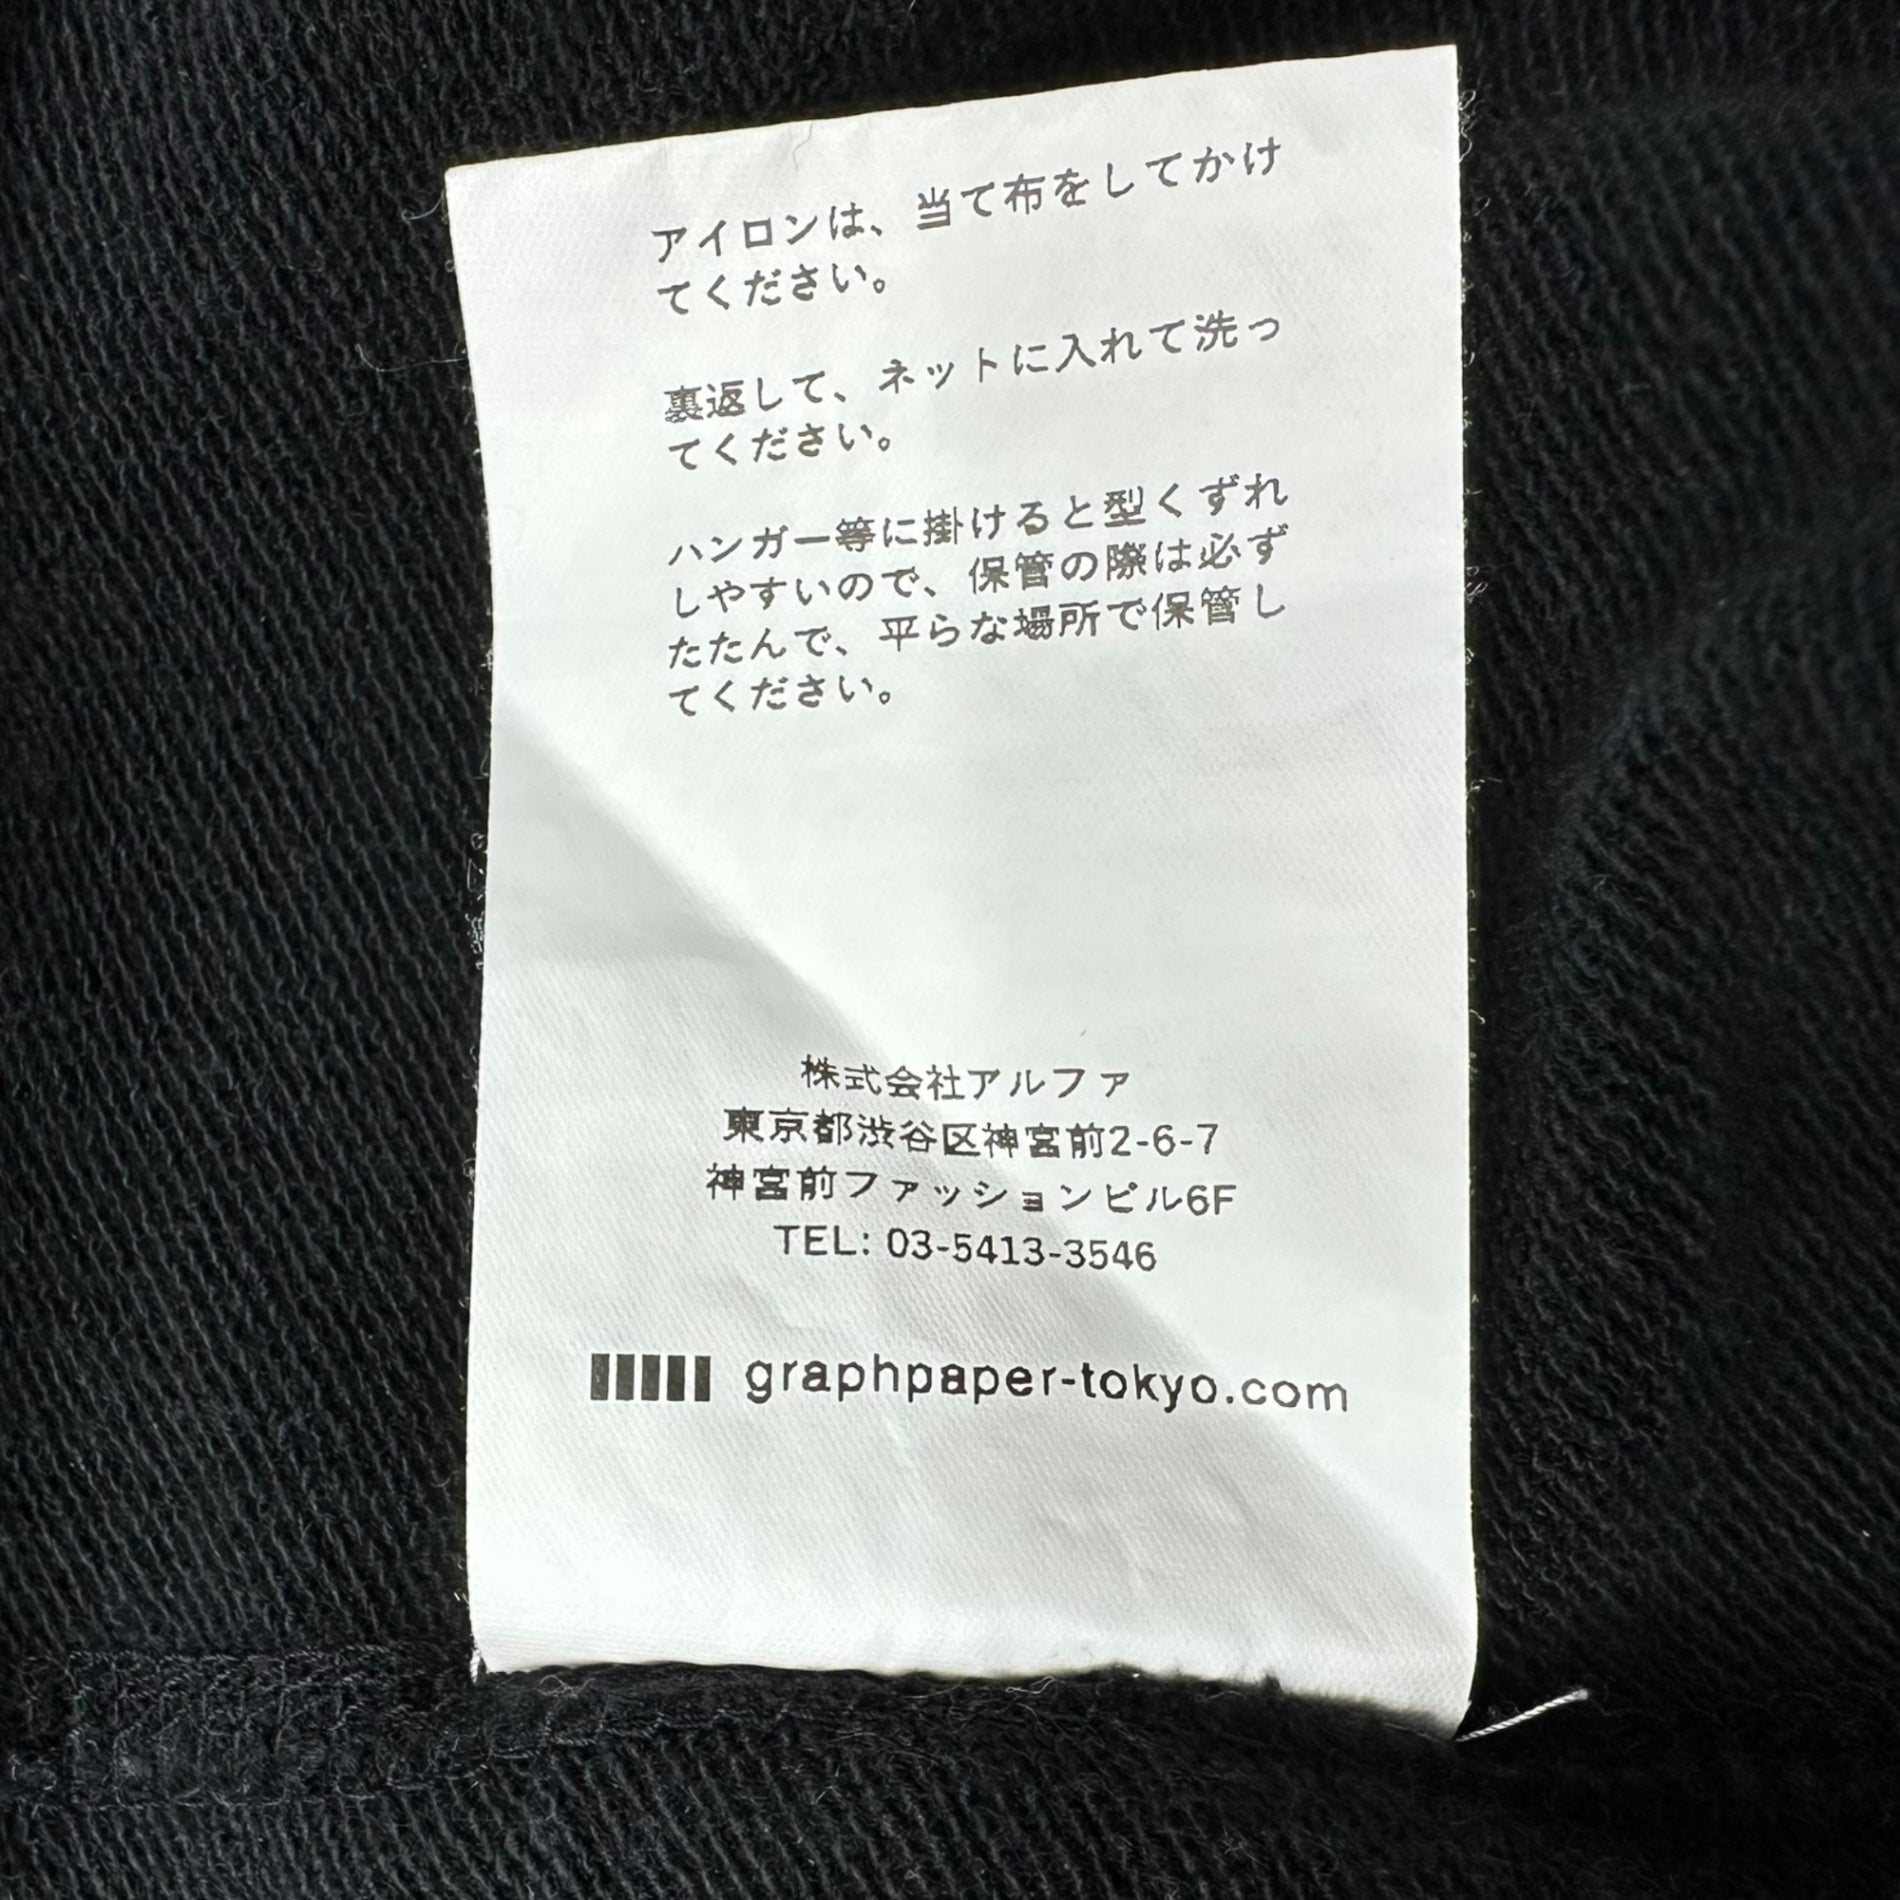 アイロンは、当て布をしてかけ
てください。
裏返して、ネットに入れて洗っ
てください。
ハンガー等に掛けると型くずれ
しやすいので、保管の際は必ず
たたんで、平らな場所で保管し
てください。
株式会社アルファ
東京都渋谷区神宮前2-6-7
神宮前ファッションビル6F
TEL: 03-5413-3546
graphpaper-tokyo.com